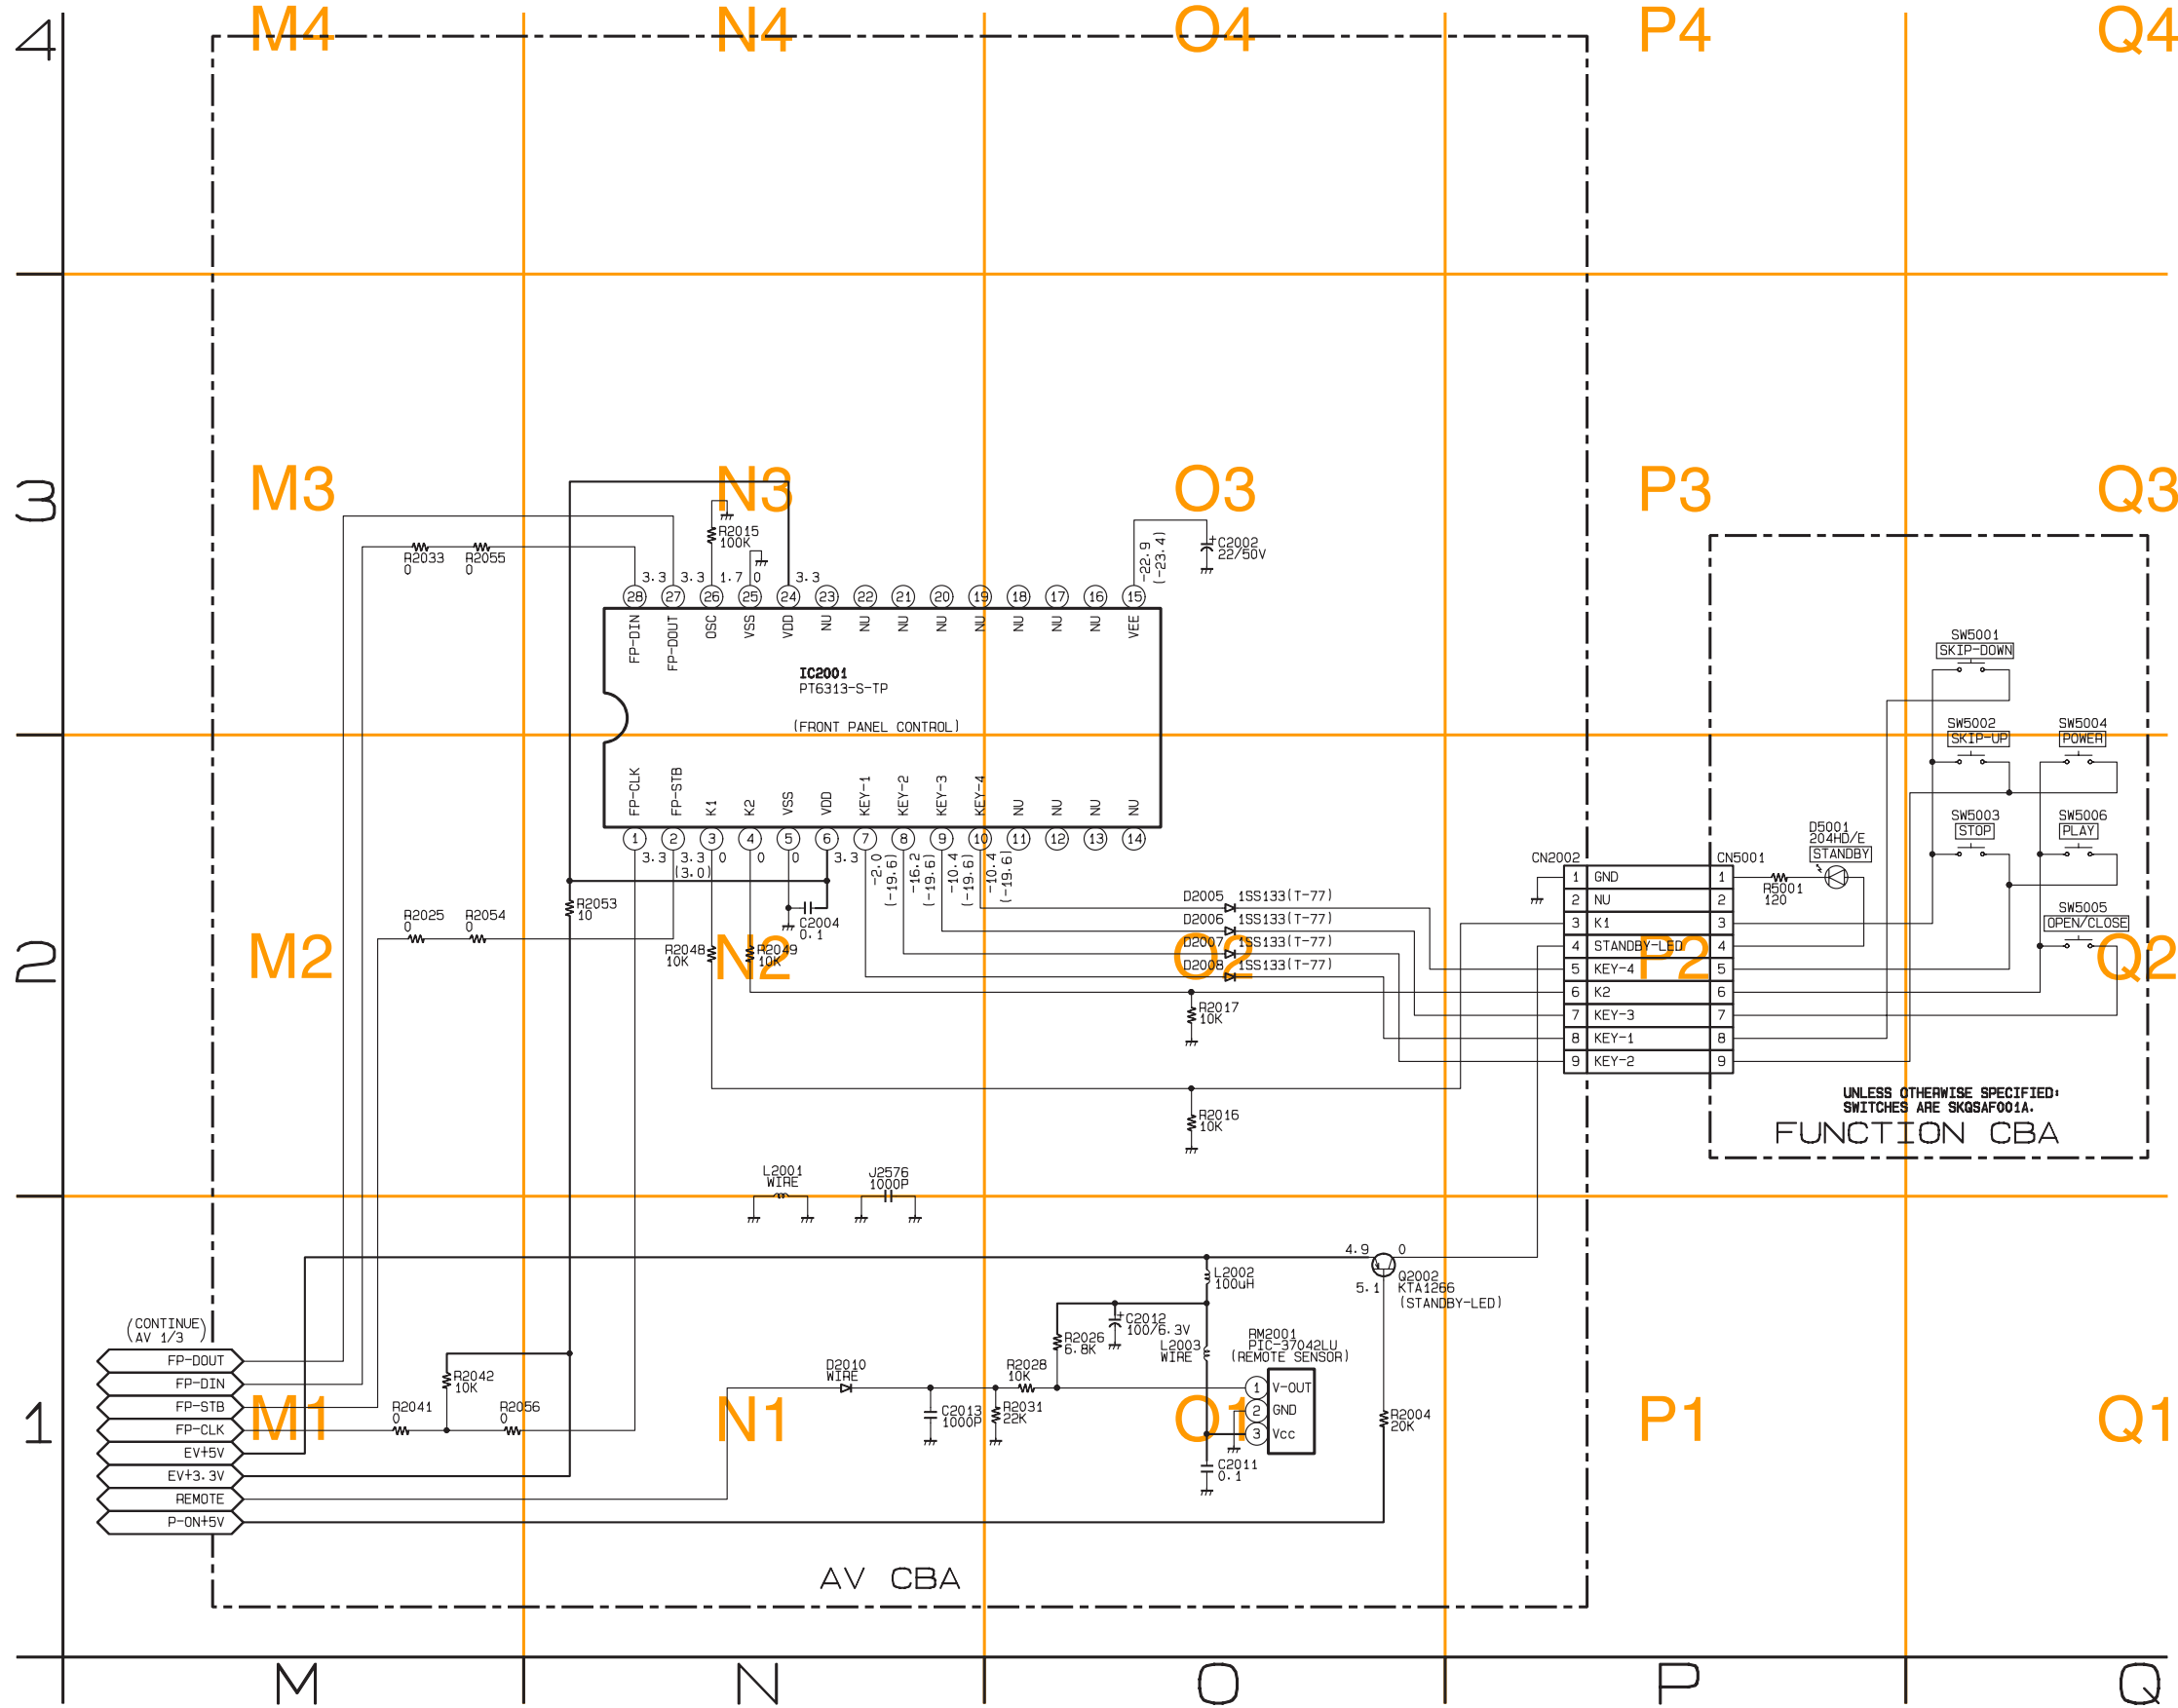 4
M4
N4
O4
P4
Q4
3
M3
N3
O3
P3
Q3
R2033
0
R2055
0
R2015
100K
C2002
22/50V
-22.9
(-23.4)
3.3
3.3
1.7
0
3.3
28
27
26
25
24
23
22
21
20
19
18
17
16
15
FP-DIN
FP-DOUT
OSC
VSS
VDD
NU
NU
NU
NU
NU
NU
NU
NU
VEE
IC2001
PT6313-S-TP
(FRONT PANEL CONTROL)
FP-CLK
FP-STB
K1
K2
VSS
VDD
KEY-1
KEY-2
KEY-3
KEY-4
NU
NU
NU
NU
1
2
3
4
5
6
7
8
9
10
11
12
13
14
3.3
3.3
(3.0)
0
0
0
3.3
-2.0
(-19.6)
-16.2
(-19.6)
-10.4
(-19.6)
-10.4
(-19.6)
SW5001
SKIP-DOWN
SW5002
SKIP-UP
SW5004
POWER
SW5003
STOP
SW5006
PLAY
SW5005
OPEN/CLOSE
D5001
204HD/E
STANDBY
R5001
120
CN2002
CN5001
1 GND 1
2 NU 2
3 K1 3
4 STANDBY-LED 4
5 KEY-4 5
6 K2 6
7 KEY-3 7
8 KEY-1 8
9 KEY-2 9
2
M2
N2
O2
P2
Q2
R2025
0
R2054
0
R2053
10
C2004
0.1
R2048
10K
R2049
10K
D2005 1SS133(T-77)
D2006 1SS133(T-77)
D2007 1SS133(T-77)
D2008 1SS133(T-77)
R2017
10K
R2016
10K
UNLESS OTHERWISE SPECIFIED:
SWITCHES ARE SKQSAF001A.
FUNCTION CBA
L2001
WIRE
J2576
1000P
4.9
0
5.1
Q2002
KTA1266
(STANDBY-LED)
L2002
100uH
C2012
100/6.3V
R2026
6.8K
L2003
WIRE
RM2001
PIC-37042LU
(REMOTE SENSOR)
1 V-OUT
2 GND
3 Vcc
(CONTINUE)
AV 1/3
FP-DOUT
FP-DIN
FP-STB
FP-CLK
EV+5V
EV+3.3V
REMOTE
P-ON+5V
R2042
10K
R2041
0
R2056
0
D2010
WIRE
C2013
1000P
R2028
10K
R2031
22K
C2011
0.1
R2004
20K
1
M1
N1
O1
P1
Q1
AV CBA
M
N
O
P
Q